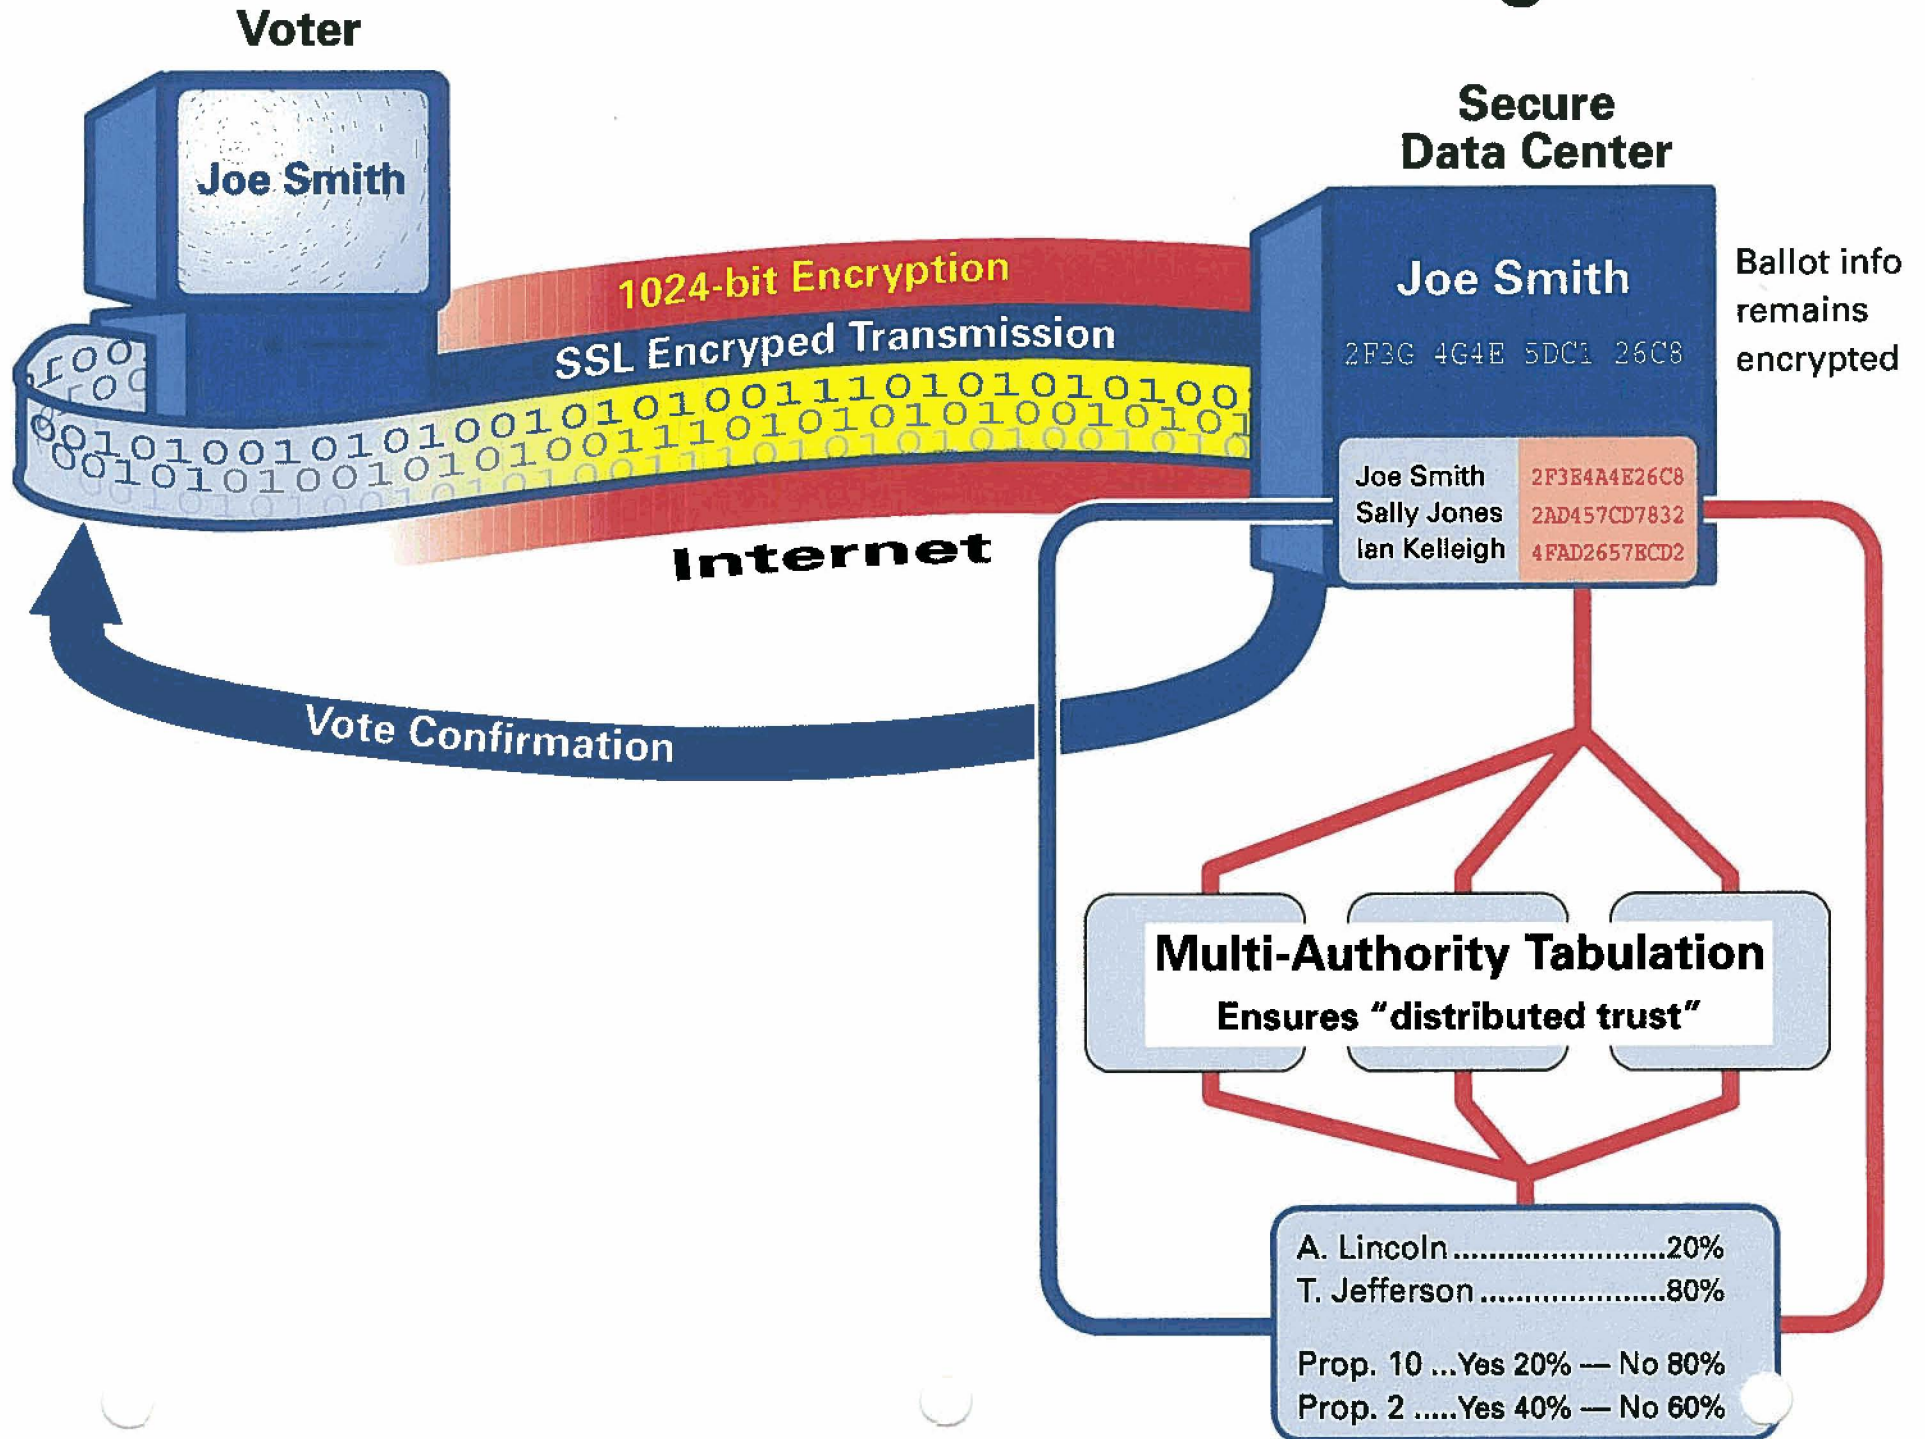 Voter
Joe Smith
1024-bit Encryption
SSL Encryped Transmission
Internet
Vote Confirmation
Secure
Data Center
Joe Smith
2F3G 4G4E 5DC1 26C8
Ballot info
remains
encrypted
Joe Smith 2F3E4A4E26C8
Sally Jones 2AD457CD7832
Ian Kelleigh 4FAD2657ECD2
Multi-Authority Tabulation
Ensures "distributed trust"
A. Lincoln........................20%
T. Jefferson.....................80%
Prop. 10 ...Yes 20% — No 80%
Prop. 2 .....Yes 40% — No 60%